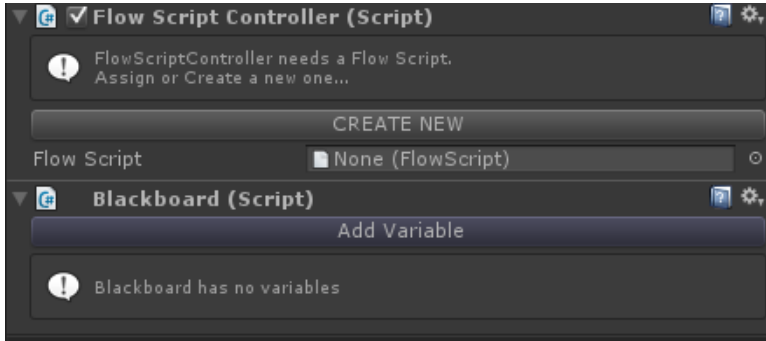 Flow Script Controller (Script)
FlowScriptController needs a Flow Script.
Assign or Create a new one...
CREATE NEW
Flow Script None (FlowScript)
Blackboard (Script)
Add Variable
Blackboard has no variables